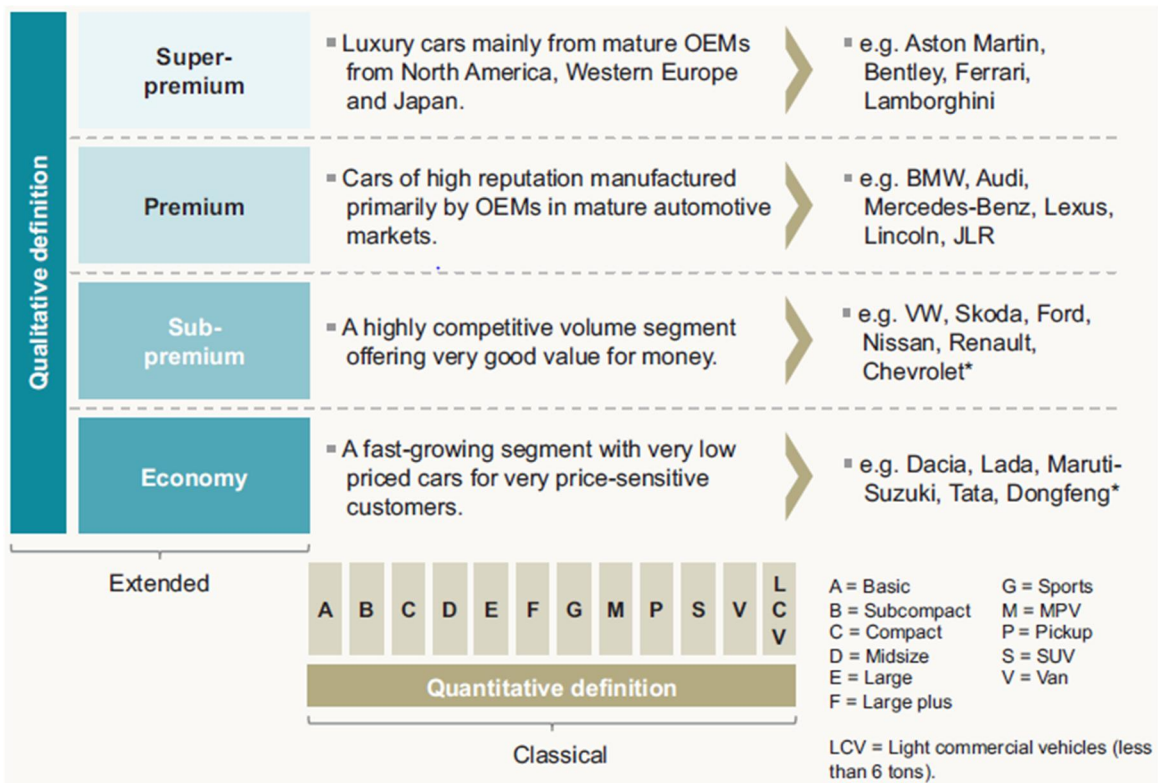 Qualitative definition
Super-
premium
▪ Luxury cars mainly from mature OEMs
from North America, Western Europe
and Japan.
▪ e.g. Aston Martin,
Bentley, Ferrari,
Lamborghini
Premium
▪ Cars of high reputation manufactured
primarily by OEMs in mature automotive
markets.
▪ e.g. BMW, Audi,
Mercedes-Benz, Lexus,
Lincoln, JLR
Sub-
premium
▪ A highly competitive volume segment
offering very good value for money.
▪ e.g. VW, Skoda, Ford,
Nissan, Renault,
Chevrolet*
Economy
▪ A fast-growing segment with very low
priced cars for very price-sensitive
customers.
▪ e.g. Dacia, Lada, Maruti-
Suzuki, Tata, Dongfeng*
Extended
A B C D E F G M P S V LCV
Quantitative definition
Classical
A = Basic
B = Subcompact
C = Compact
D = Midsize
E = Large
F = Large plus
G = Sports
M = MPV
P = Pickup
S = SUV
V = Van
LCV = Light commercial vehicles (less
than 6 tons).